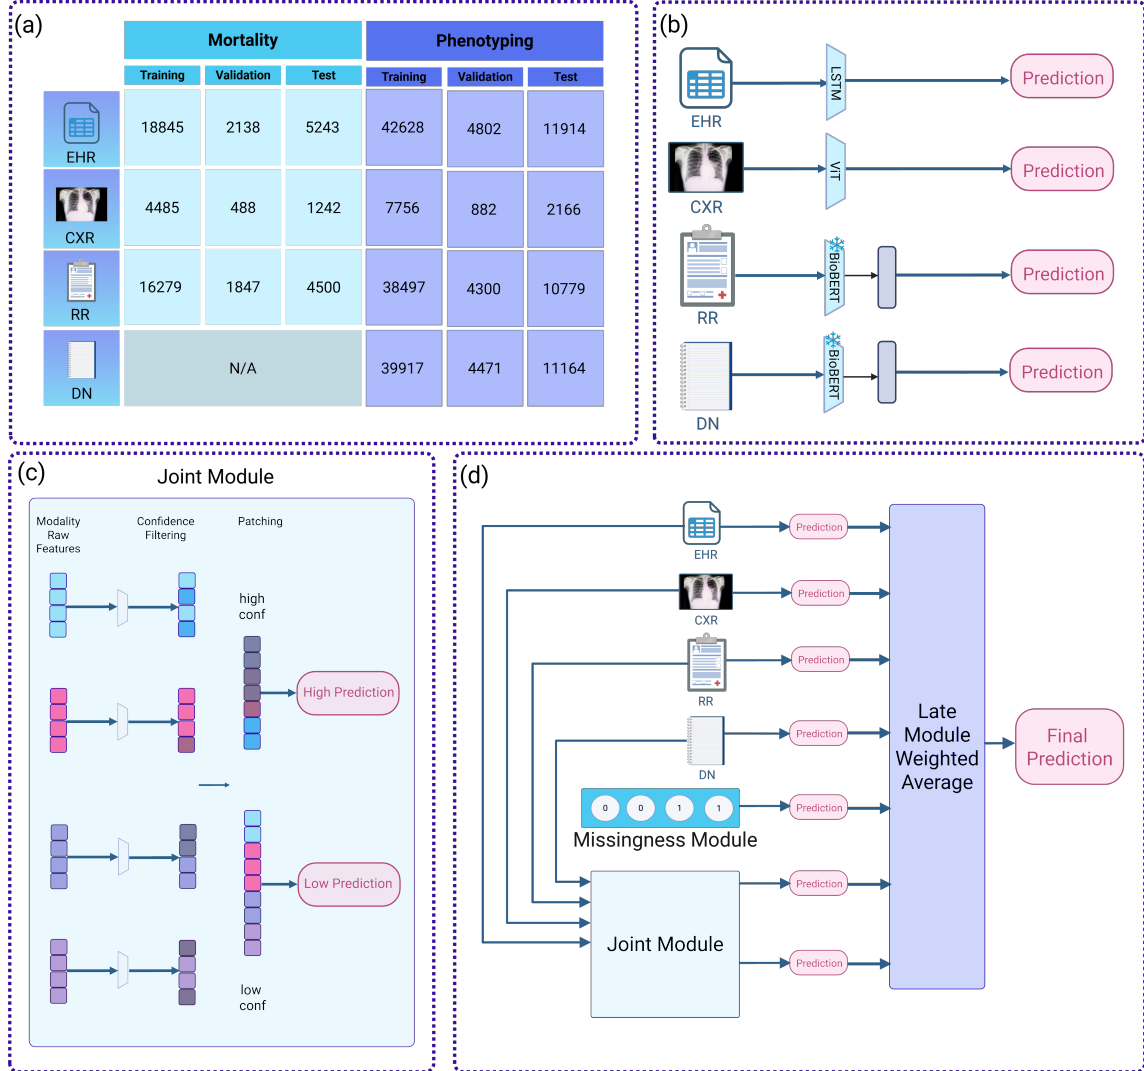 (a)
Mortality
Phenotyping
Training
Validation
Test
Training
Validation
Test
EHR
18845
2138
5243
42628
4802
11914
CXR
4485
488
1242
7756
882
2166
RR
16279
1847
4500
38497
4300
10779
DN
N/A
39917
4471
11164
(b)
EHR
LSTM
Prediction
CXR
ViT
Prediction
RR
BioBERT
Prediction
DN
BioBERT
Prediction
(c)
Joint Module
Modality
Raw
Features
Confidence
Filtering
Patching
high
conf
High Prediction
Low Prediction
low
conf
(d)
EHR
Prediction
CXR
Prediction
RR
Prediction
DN
Prediction
0 0 1 1
Prediction
Missingness Module
Joint Module
Prediction
Prediction
Late
Module
Weighted
Average
Final
Prediction